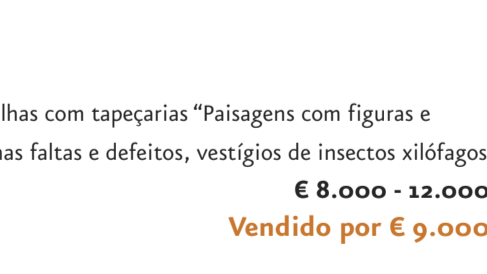 lhas com tapeçarias “Paisagens com figuras e
nas faltas e defeitos, vestígios de insectos xilófagos
€ 8.000 - 12.000
Vendido por € 9.000